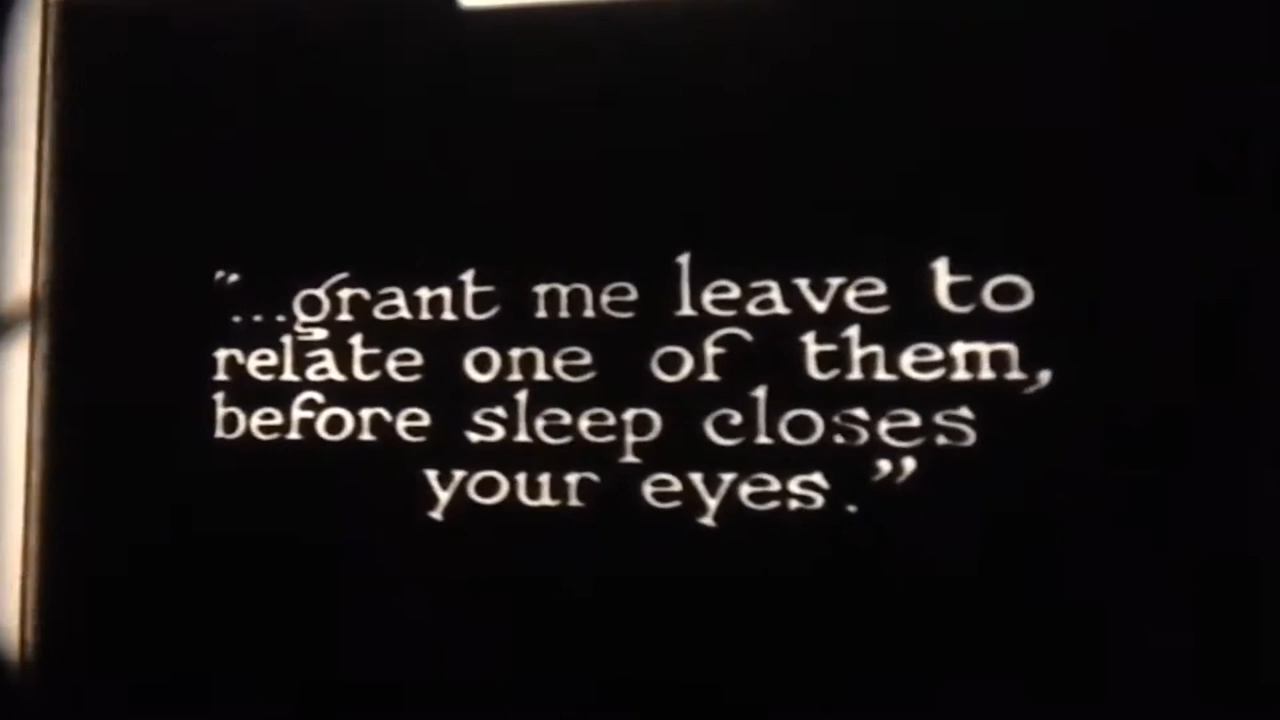 "...grant me leave to
relate one of them,
before sleep closes
your eyes."